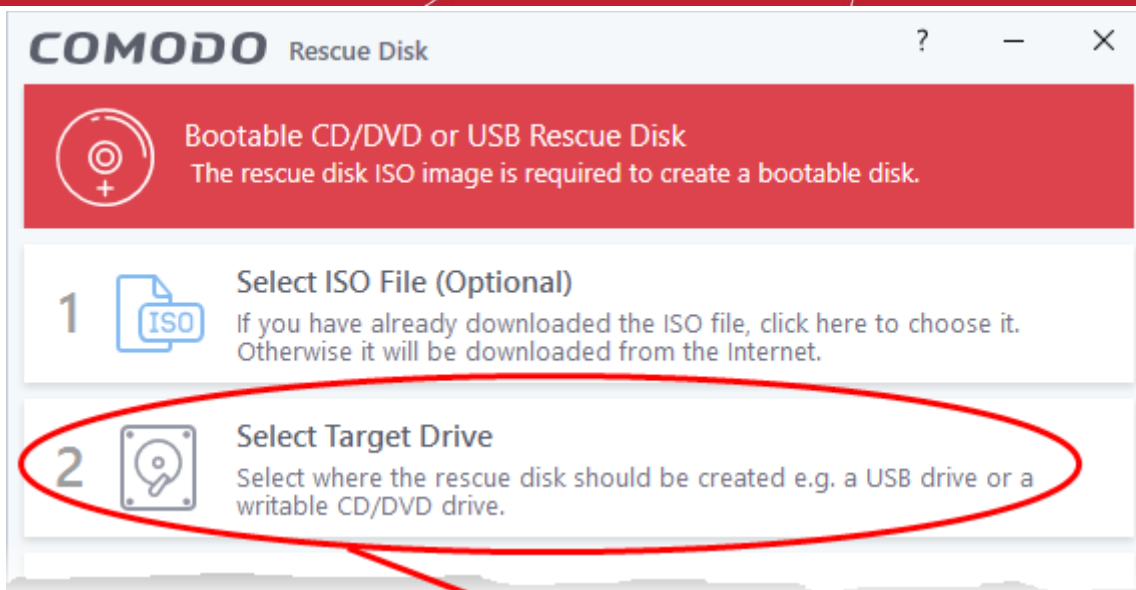 COMODO Rescue Disk ?
Bootable CD/DVD or USB Rescue Disk
The rescue disk ISO image is required to create a bootable disk.
1
ISO
Select ISO File (Optional)
If you have already downloaded the ISO file, click here to choose it.
Otherwise it will be downloaded from the Internet.
2
Select Target Drive
Select where the rescue disk should be created e.g. a USB drive or a
writable CD/DVD drive.